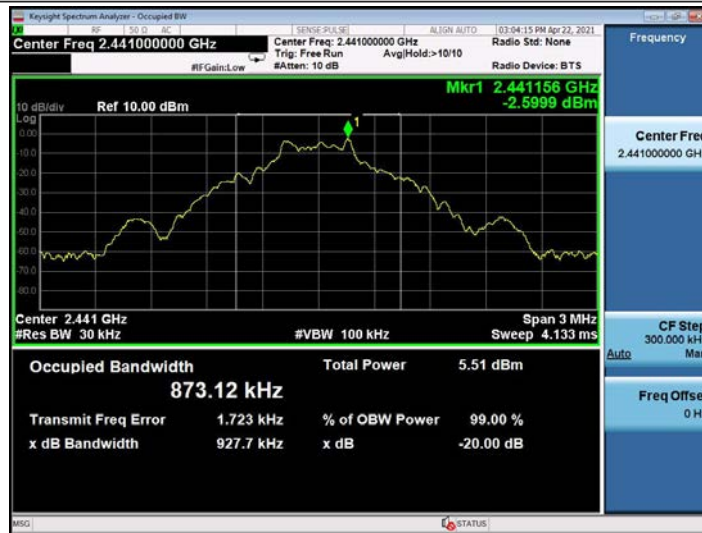 Keysight Spectrum Analyzer - Occupied BW
RF 50 Ω AC SENSE:PULSE ALIGN AUTO 03:04:15 PM Apr 22, 2021
Center Freq 2.441000000 GHz Center Freq: 2.441000000 GHz Radio Std: None Frequency
Trig: Free Run Avg|Hold:>10/10
#IFGain:Low #Atten: 10 dB Radio Device: BTS
Mkr1 2.441156 GHz
10 dB/div Ref 10.00 dBm -2.5999 dBm
Log
0.00
-10.0
-20.0
-30.0
-40.0
-50.0
-60.0
-70.0
-80.0
1
Center Freq
2.441000000 GH
Center 2.441 GHz Span 3 MHz
#Res BW 30 kHz #VBW 100 kHz Sweep 4.133 ms
CF Step
300.000 kH
Auto Ma
Occupied Bandwidth Total Power 5.51 dBm
873.12 kHz
Transmit Freq Error 1.723 kHz % of OBW Power 99.00 %
x dB Bandwidth 927.7 kHz x dB -20.00 dB
Freq Offse
0 H
MSG STATUS